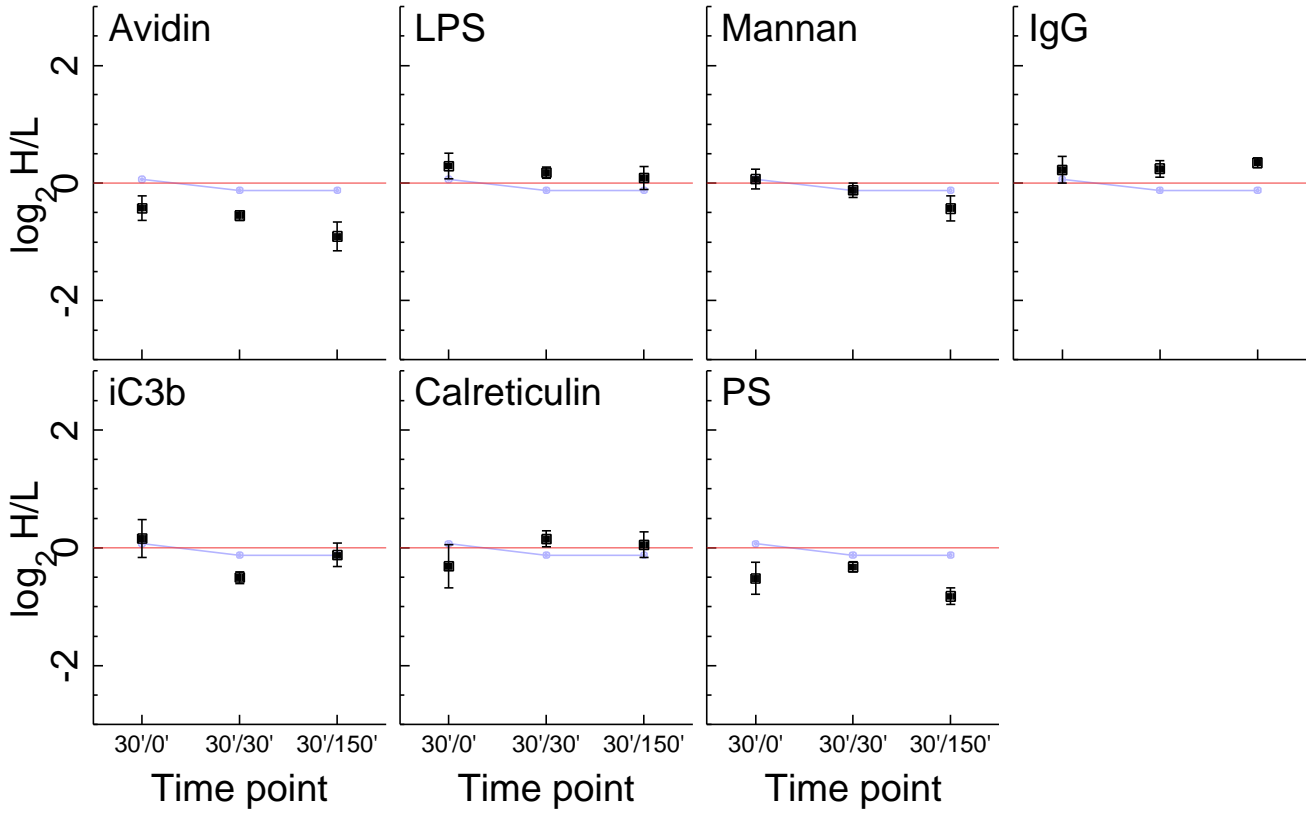 Avidin LPS Mannan IgG
2
0
-2
log2 H/L
iC3b Calreticulin PS
2
0
-2
log2 H/L
30'/0' 30'/30' 30'/150' 30'/0' 30'/30' 30'/150' 30'/0' 30'/30' 30'/150'
Time point Time point Time point